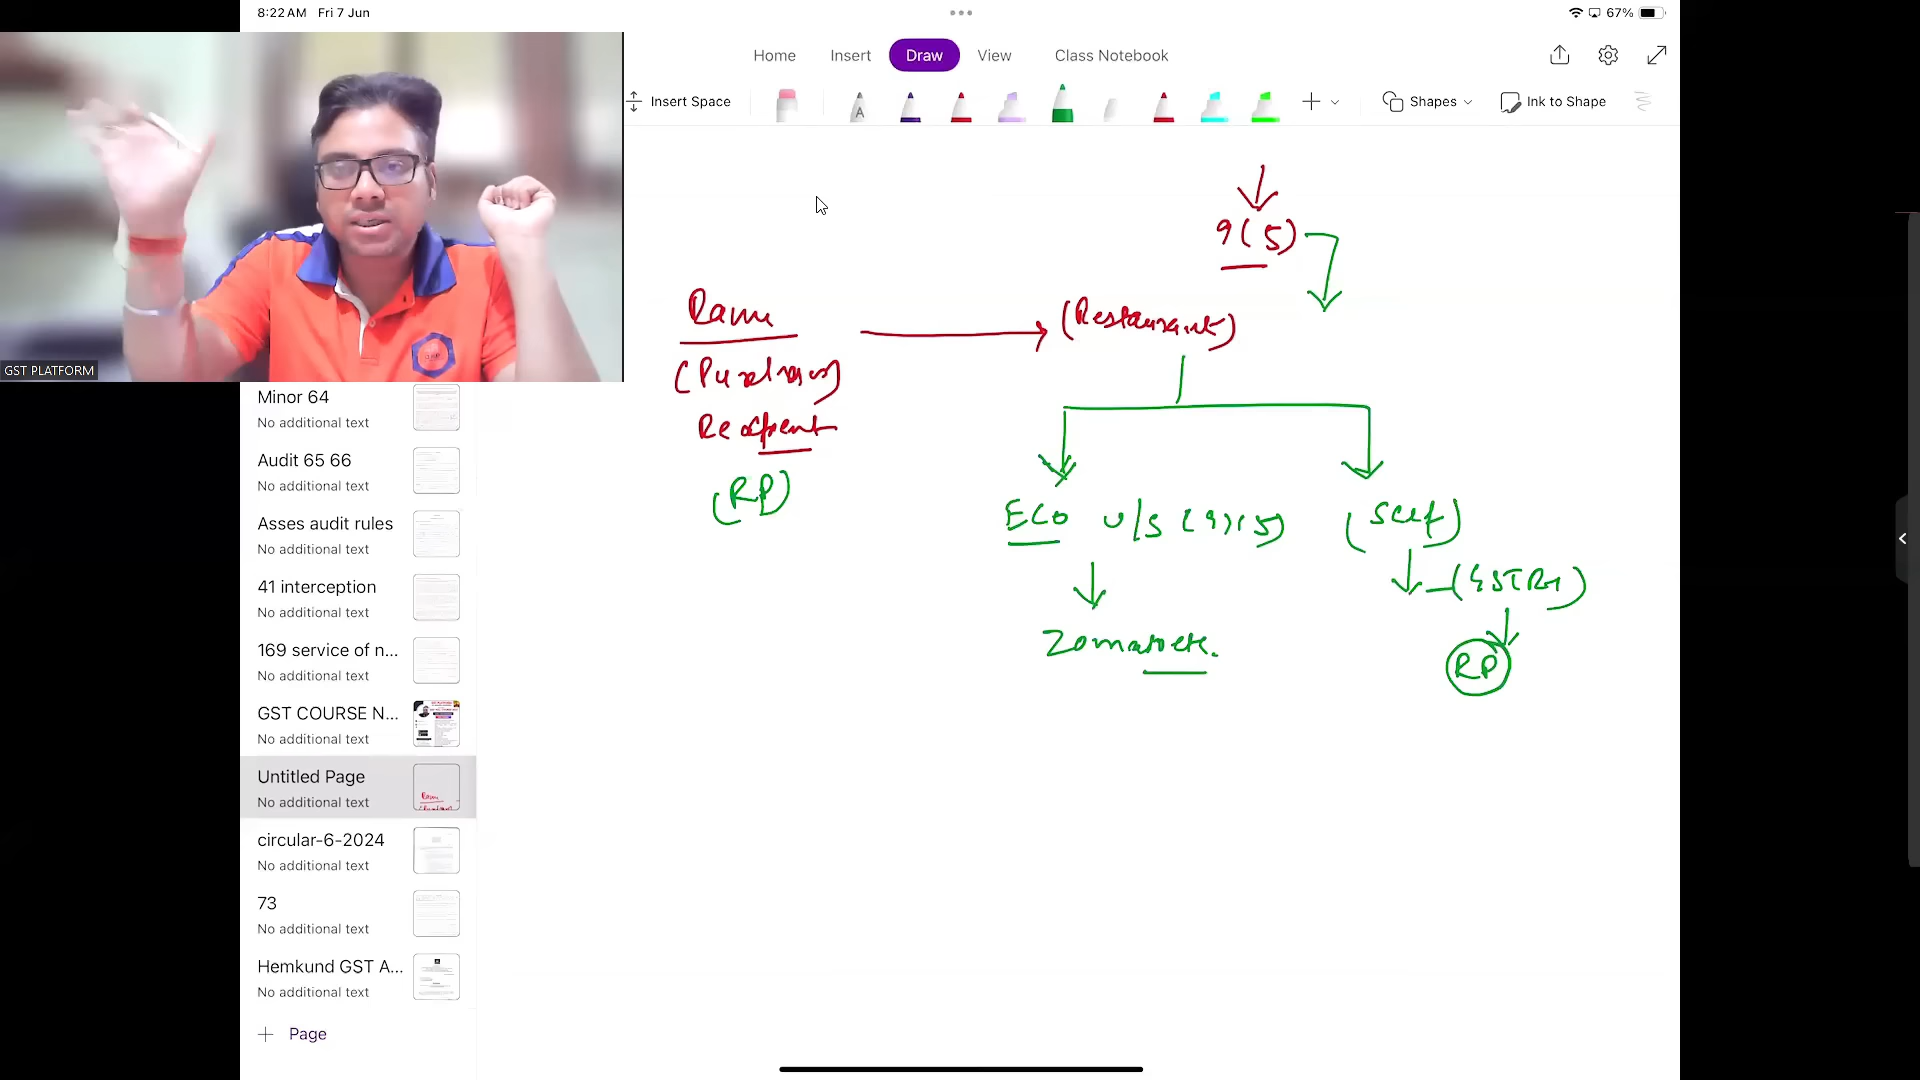 8:22 AM Fri 7 Jun
67%
Home Insert Draw View Class Notebook
Insert Space
A
Shapes
Ink to Shape
GST PLATFORM
Minor 64
No additional text
Audit 65 66
No additional text
Asses audit rules
No additional text
41 interception
No additional text
169 service of n...
No additional text
GST COURSE N...
No additional text
Untitled Page
No additional text
circular-6-2024
No additional text
73
No additional text
Hemkund GST A...
No additional text
Page
9(5)
Ramu
(Restaurant)
(RP)
ECO u/s (9)(5)
(Self)
(GSTR1)
Zomato etc.
RP